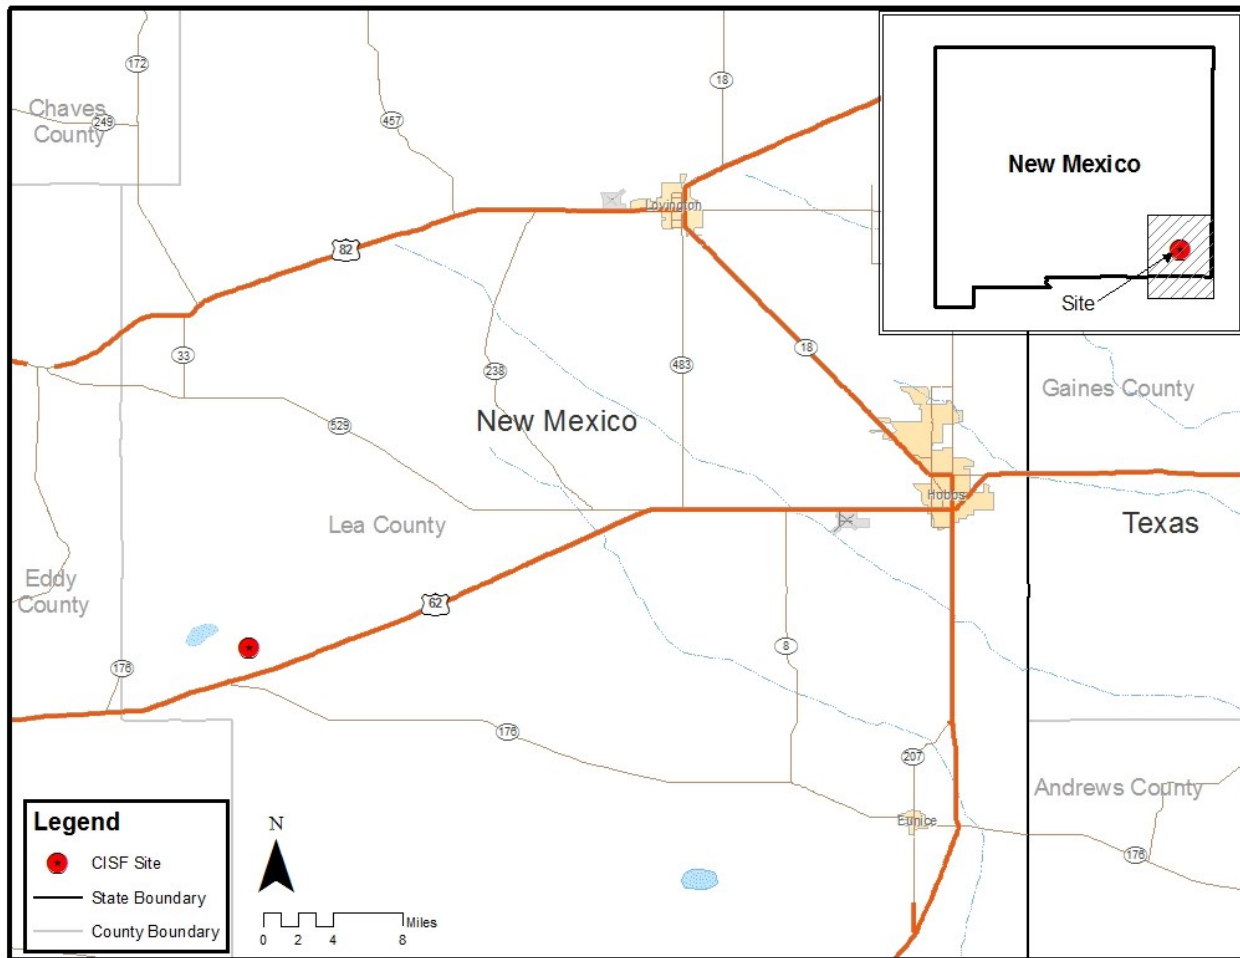 172
18
Chaves
County
249
457
New Mexico
Lovington
82
Site
33
18
238
483
Gaines County
New Mexico
529
Hobbs
Lea County
Texas
Eddy
County
62
176
8
176
207
Andrews County
Eunice
176
Legend
CISF Site
State Boundary
County Boundary
N
Miles
0 2 4 8